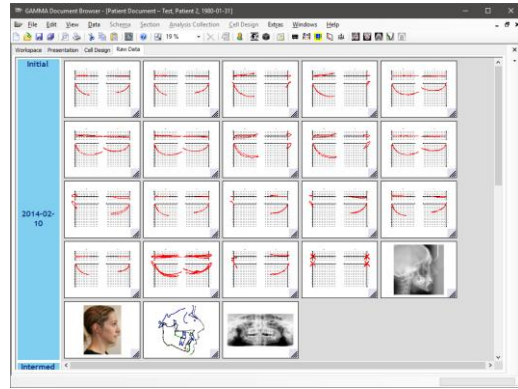 GAMMA Document Browser - [Patient Document - Test, Patient 2, 1980-01-31]
File Edit View Data Schema Section Analysis Collection Cell Design Extras Windows Help
19 %
Workspace Presentation Cell Design Raw Data
Initial
2014-02-
10
Intermed